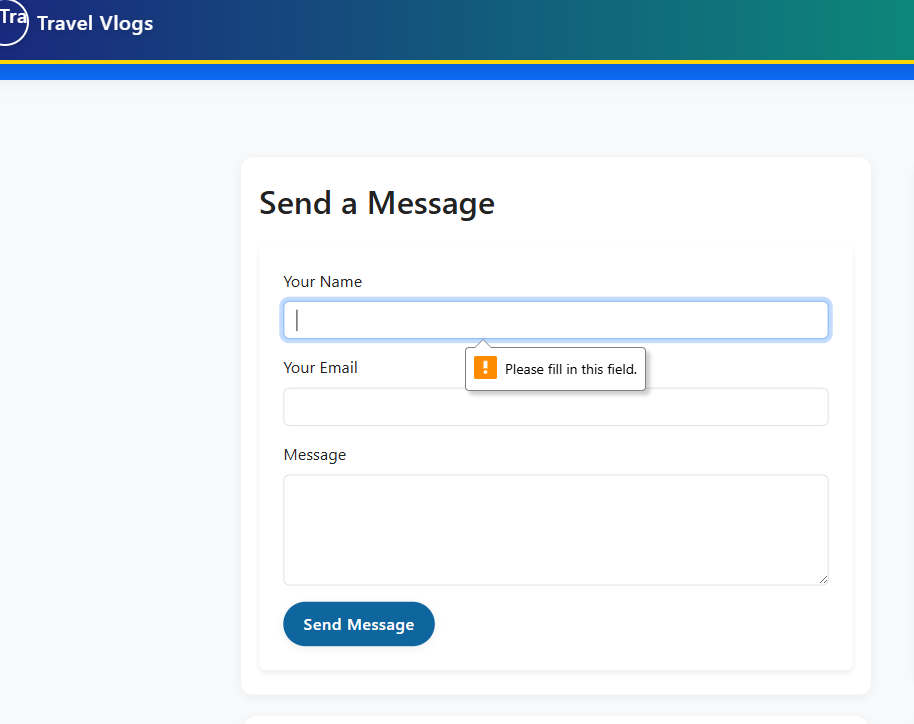 Tra
Travel Vlogs
Send a Message
Your Name
Please fill in this field.
Your Email
Message
Send Message